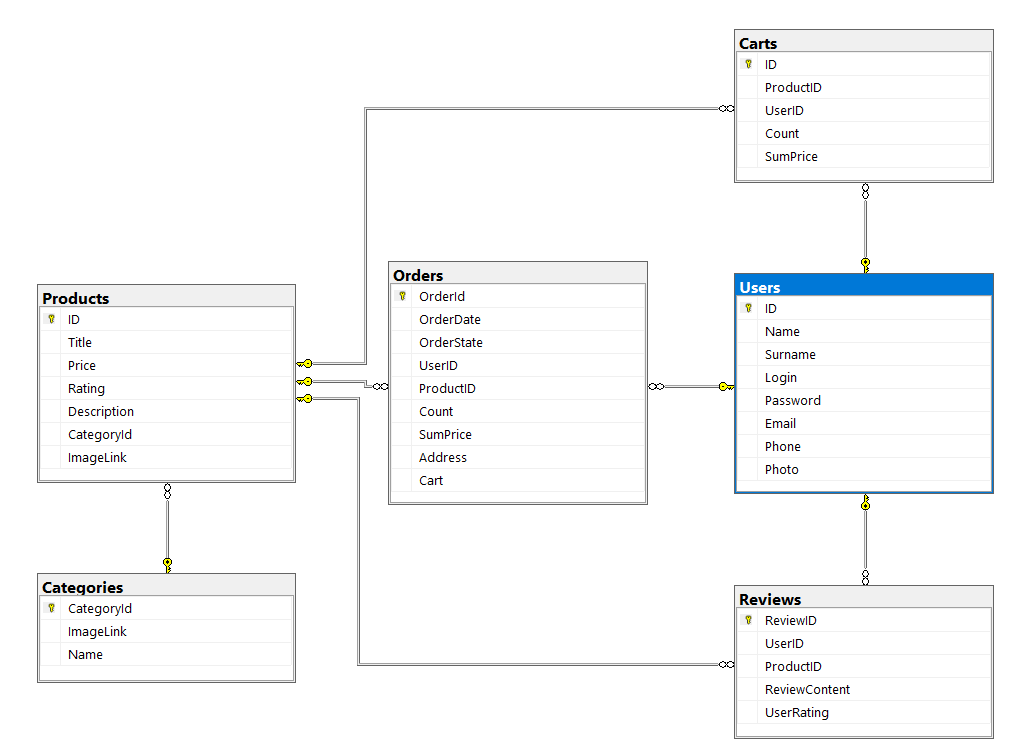 Carts
ID
ProductID
UserID
Count
SumPrice
Orders
OrderId
OrderDate
OrderState
UserID
ProductID
Count
SumPrice
Address
Cart
Users
ID
Name
Surname
Login
Password
Email
Phone
Photo
Products
ID
Title
Price
Rating
Description
CategoryId
ImageLink
Categories
CategoryId
ImageLink
Name
Reviews
ReviewID
UserID
ProductID
ReviewContent
UserRating